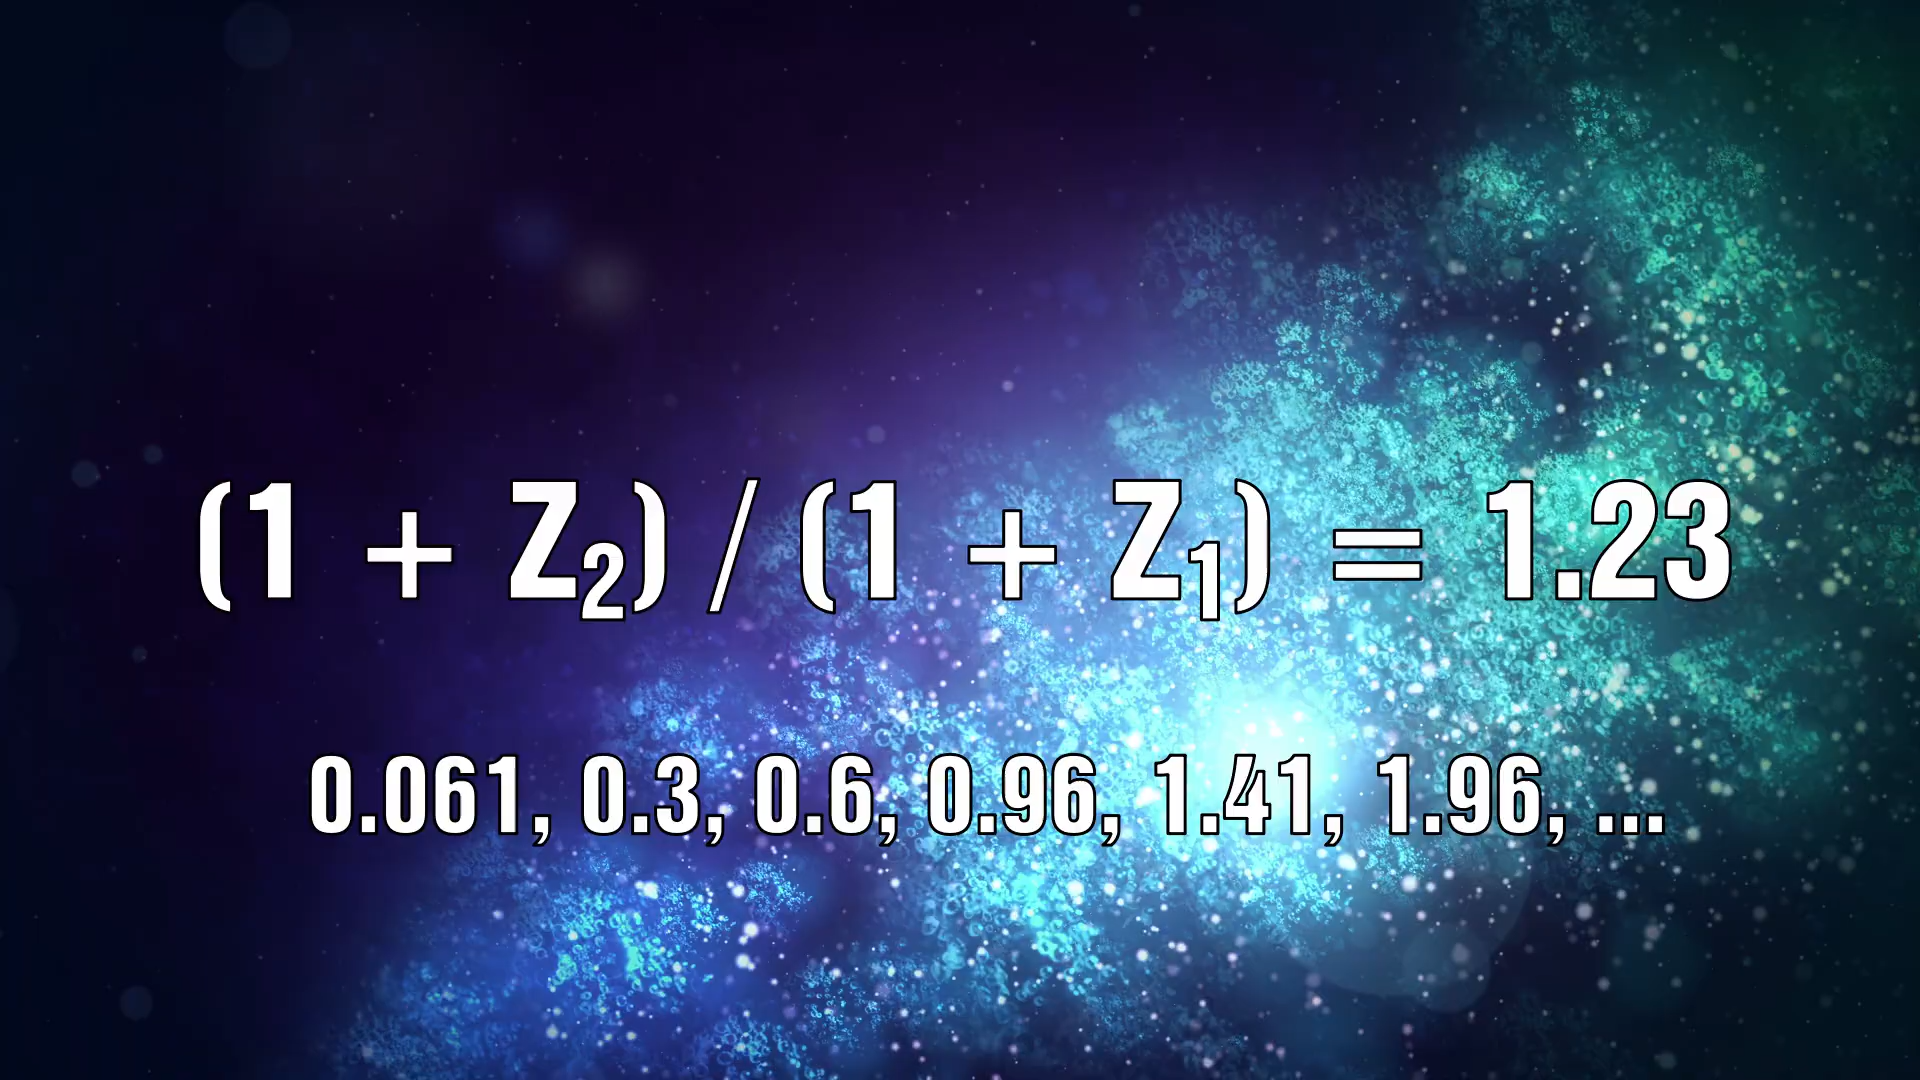 (1 + Z₂) / (1 + Z₁) = 1.23
0.061, 0.3, 0.6, 0.96, 1.41, 1.96, ...